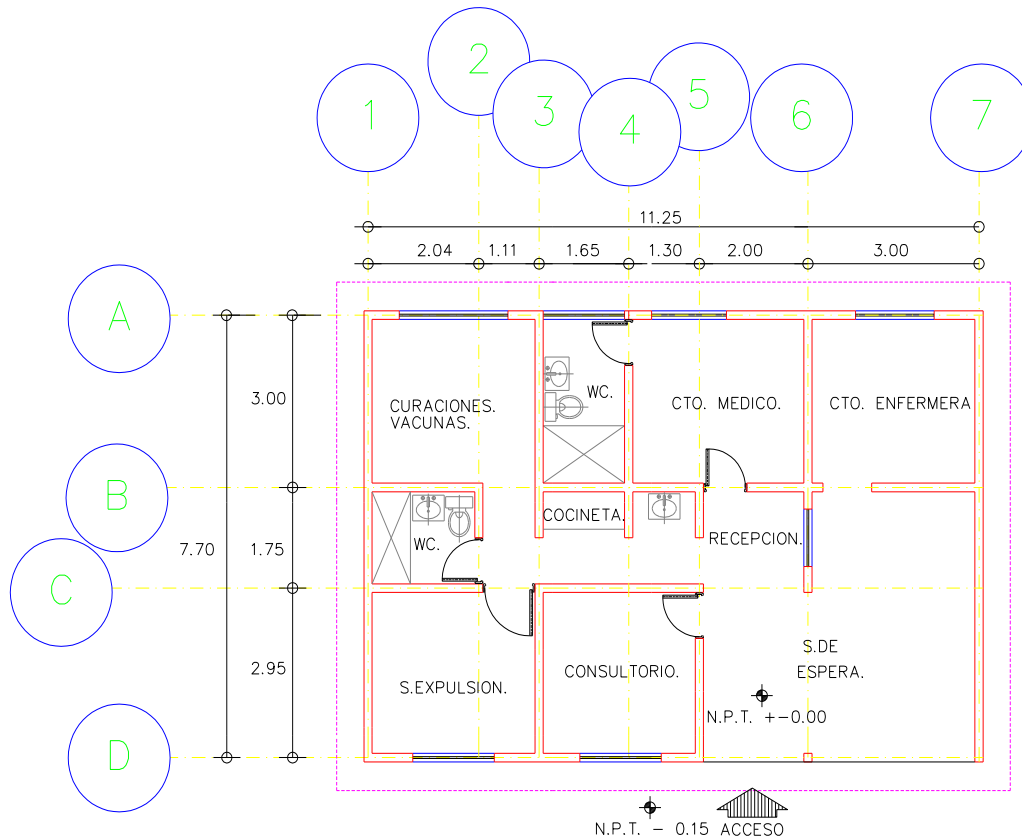 1
2
3
4
5
6
7
11.25
2.04
1.11
1.65
1.30
2.00
3.00
A
B
C
D
7.70
3.00
1.75
2.95
CURACIONES.
VACUNAS.
WC.
CTO. MEDICO.
CTO. ENFERMERA
WC.
COCINETA.
RECEPCION.
S.EXPULSION.
CONSULTORIO.
S.DE
ESPERA.
N.P.T. +-0.00
N.P.T. - 0.15 ACCESO